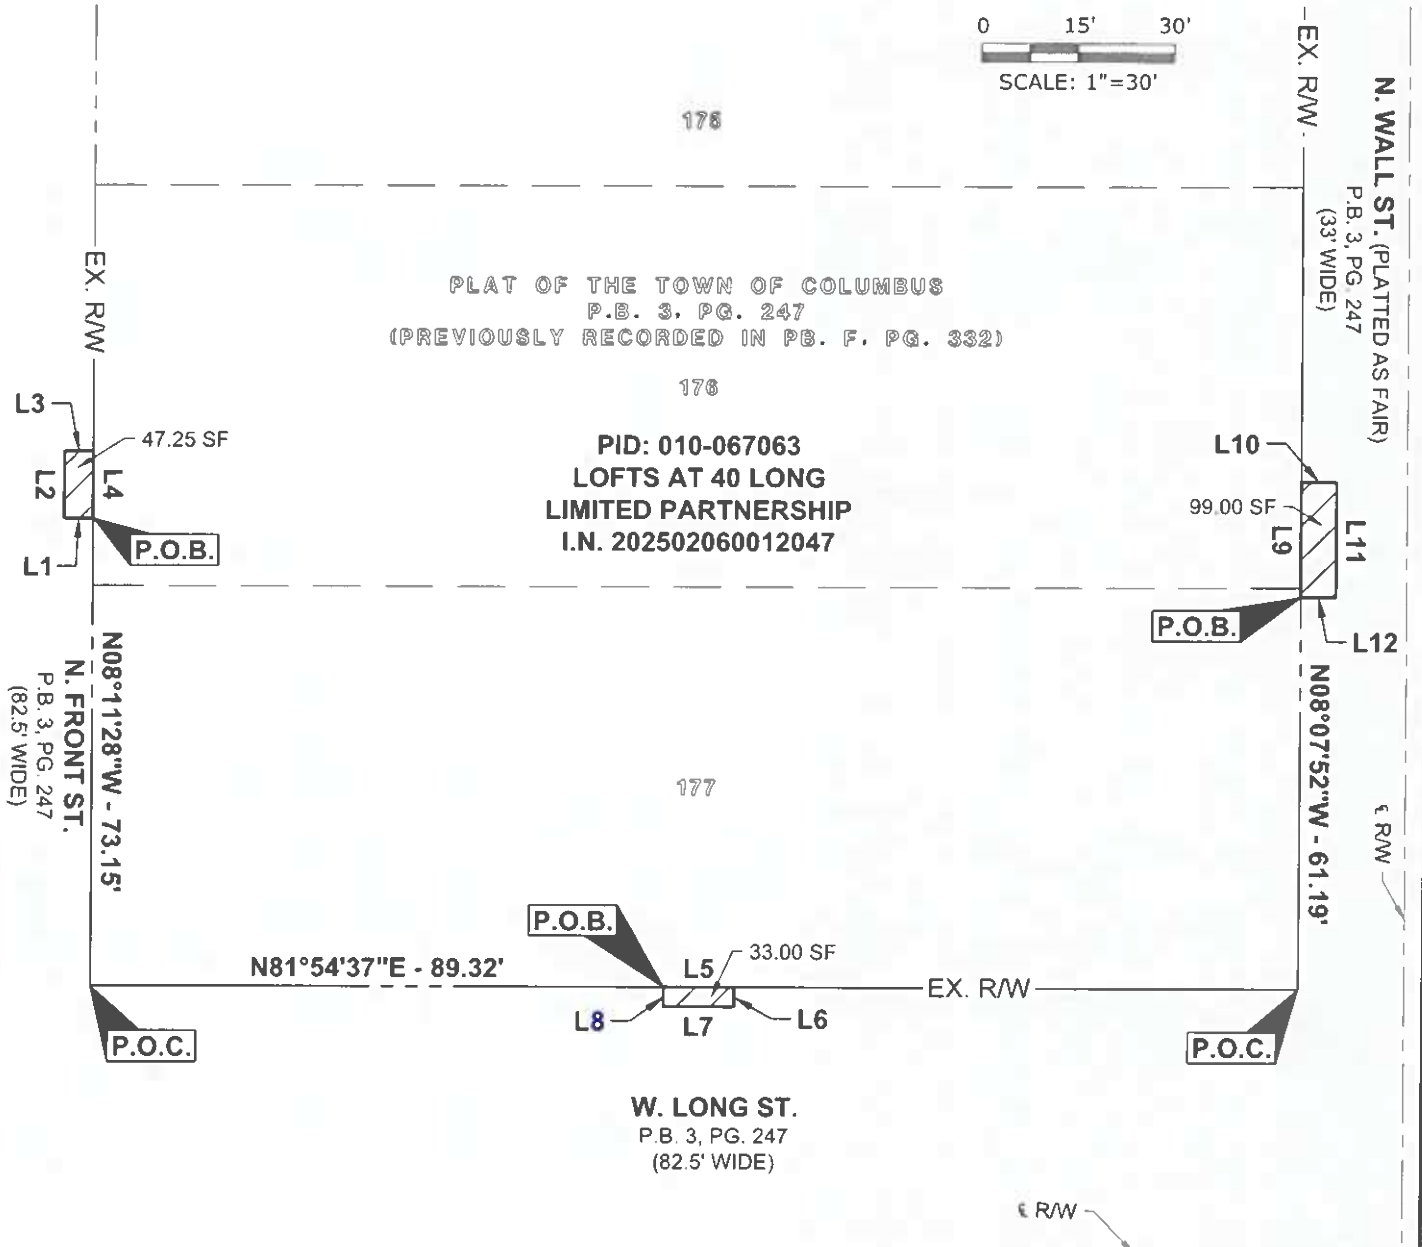 0 15' 30'
SCALE: 1"=30'
EX. R/W
N. WALL ST. (PLATTED AS FAIR)
P.B. 3, PG. 247
(33' WIDE)
175
PLAT OF THE TOWN OF COLUMBUS
P.B. 3, PG. 247
(PREVIOUSLY RECORDED IN PB. F, PG. 332)
176
EX. R/W
L3
47.25 SF
L2
L4
L1
P.O.B.
PID: 010-067063
LOFTS AT 40 LONG
LIMITED PARTNERSHIP
I.N. 202502060012047
L10
99.00 SF
L9
L11
P.O.B.
L12
N08°11'28"W - 73.15'
N. FRONT ST.
P.B. 3, PG. 247
(82.5' WIDE)
N08°07'52"W - 61.19'
177
℄ R/W
P.O.B.
33.00 SF
N81°54'37"E - 89.32'
L5
EX. R/W
L8
L7
L6
P.O.C.
P.O.C.
W. LONG ST.
P.B. 3, PG. 247
(82.5' WIDE)
℄ R/W